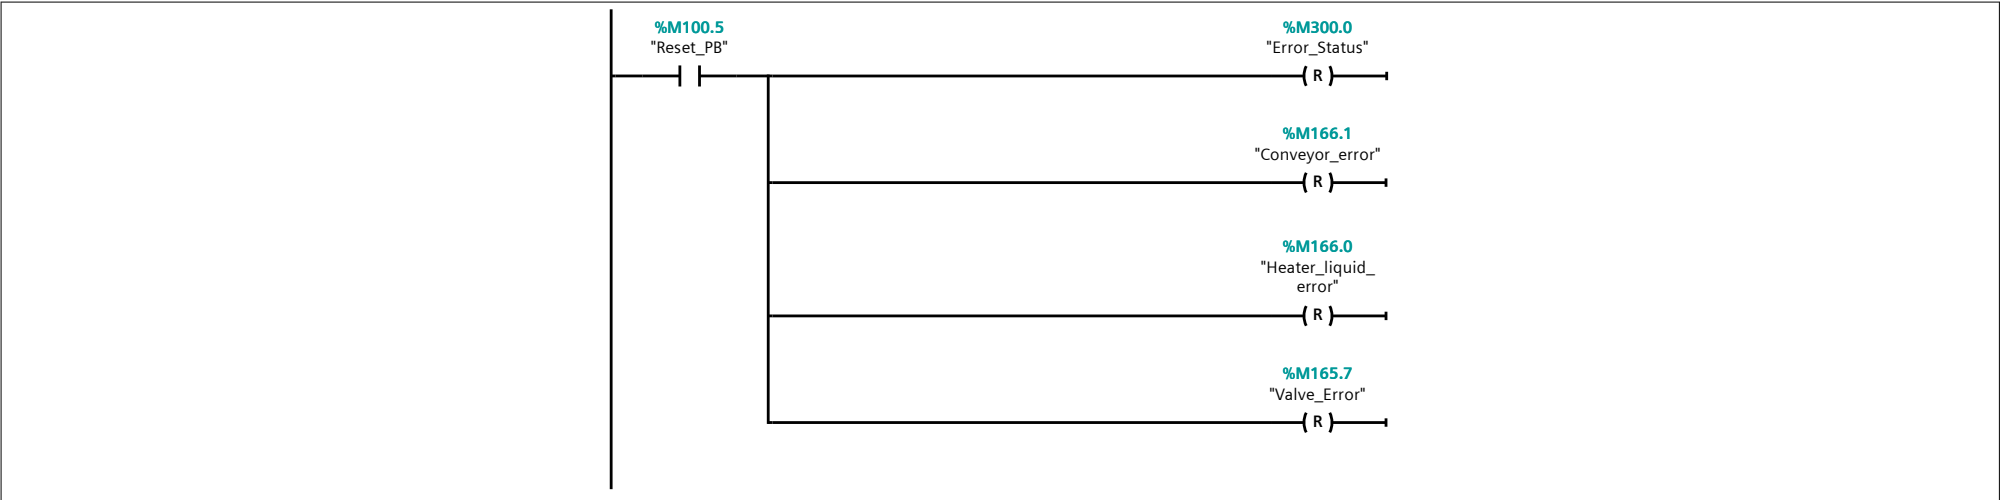 %M100.5
"Reset_PB"
%M300.0
"Error_Status"
R
%M166.1
"Conveyor_error"
R
%M166.0
"Heater_liquid_
error"
R
%M165.7
"Valve_Error"
R